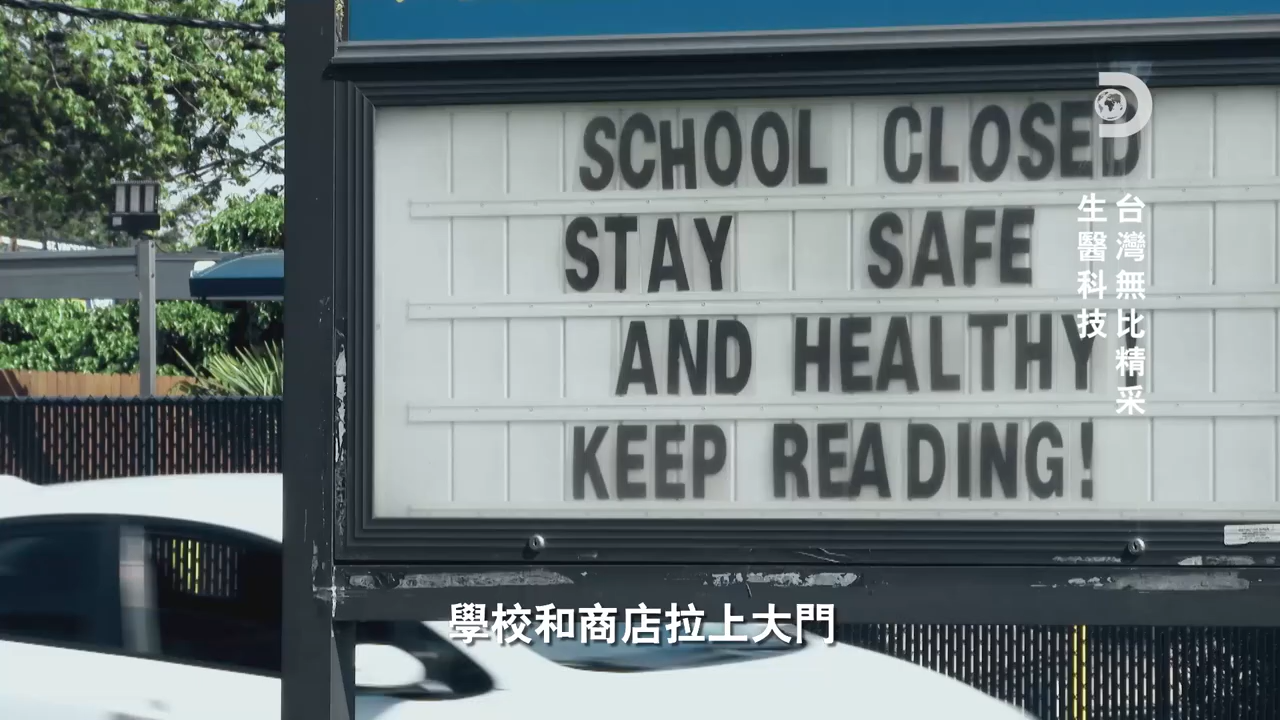 SCHOOL CLOSED
STAY SAFE
AND HEALTHY!
KEEP READING!
台灣無比精采
生醫科技
學校和商店拉上大門